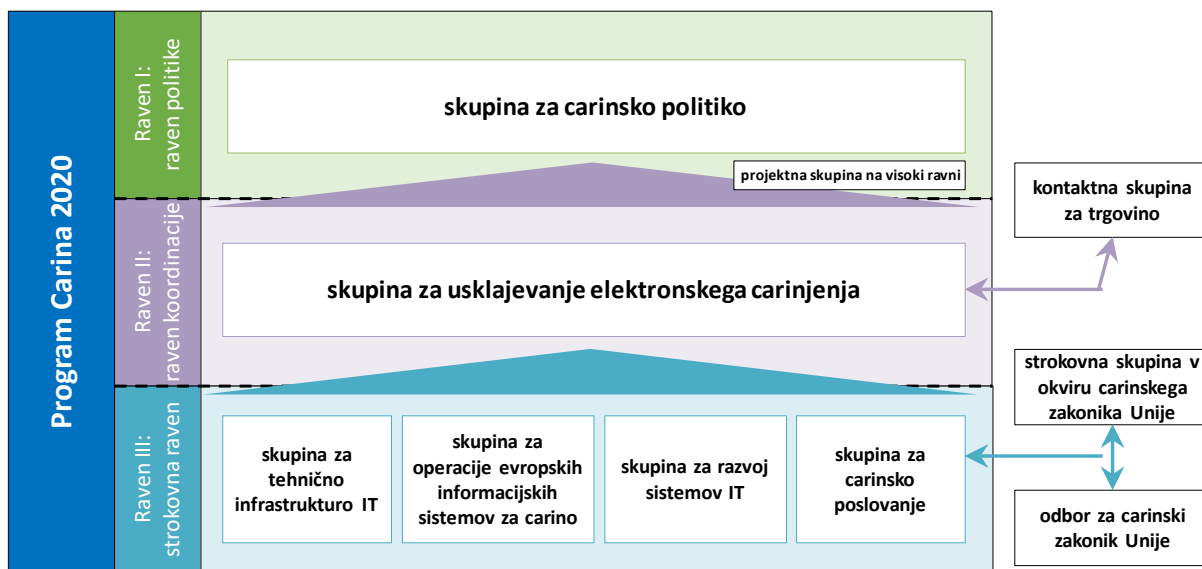 Program Carina 2020
Raven I:
raven politike
skupina za carinsko politiko
projektna skupina na visoki ravni
Raven II:
raven koordinacije
skupina za usklajevanje elektronskega carinjenja
kontaktna skupina
za trgovino
Raven III:
strokovna raven
skupina za
tehnično
infrastrukturo IT
skupina za
operacije evropskih
informacijskih
sistemov za carino
skupina za razvoj
sistemov IT
skupina za
carinsko
poslovanje
strokovna skupina v
okviru carinskega
zakonika Unije
odbor za carinski
zakonik Unije